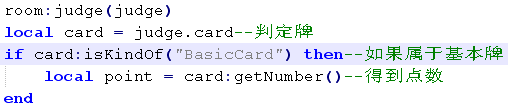 room:judge(judge)
local card = judge.card--判定牌
if card:isKindOf("BasicCard") then--如果属于基本牌
    local point = card:getNumber()--得到点数
end